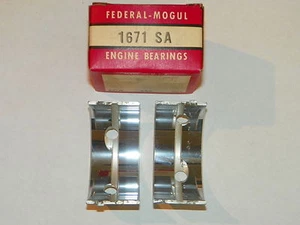 FEDERAL-MOGUL
1671 SA
ENGINE BEARINGS